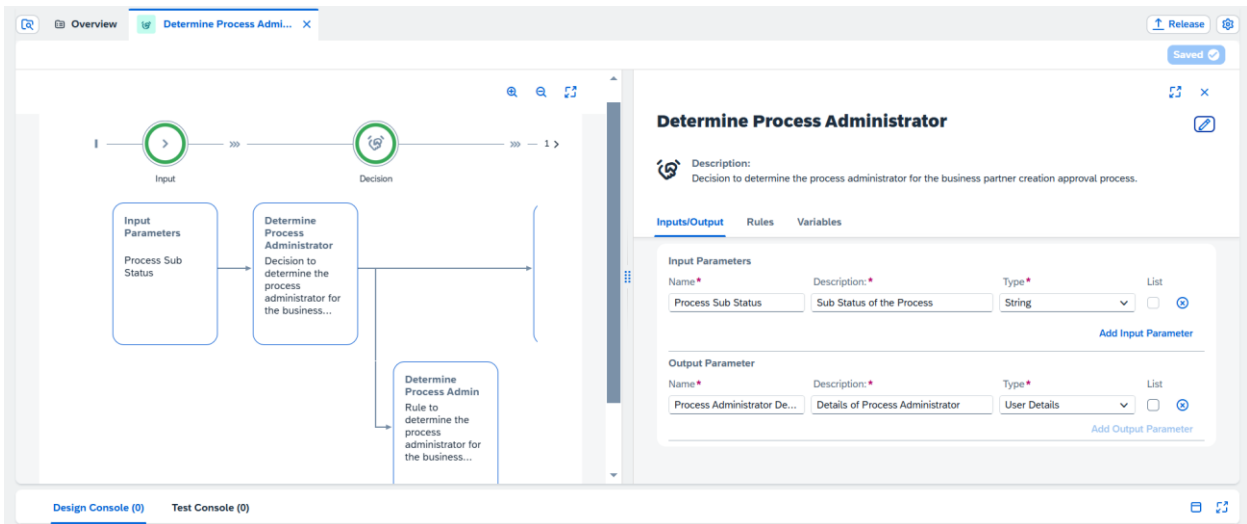 Overview
Determine Process Admi...
Release
Saved
Input
Decision
1
Input
Parameters
Process Sub
Status
Determine
Process
Administrator
Decision to
determine the
process
administrator for
the business...
Determine
Process Admin
Rule to
determine the
process
administrator for
the business...
Determine Process Administrator
Description:
Decision to determine the process administrator for the business partner creation approval process.
Inputs/Output Rules Variables
Input Parameters
Name* Description:* Type* List
Process Sub Status Sub Status of the Process String
Add Input Parameter
Output Parameter
Name* Description:* Type* List
Process Administrator De... Details of Process Administrator User Details
Add Output Parameter
Design Console (0) Test Console (0)